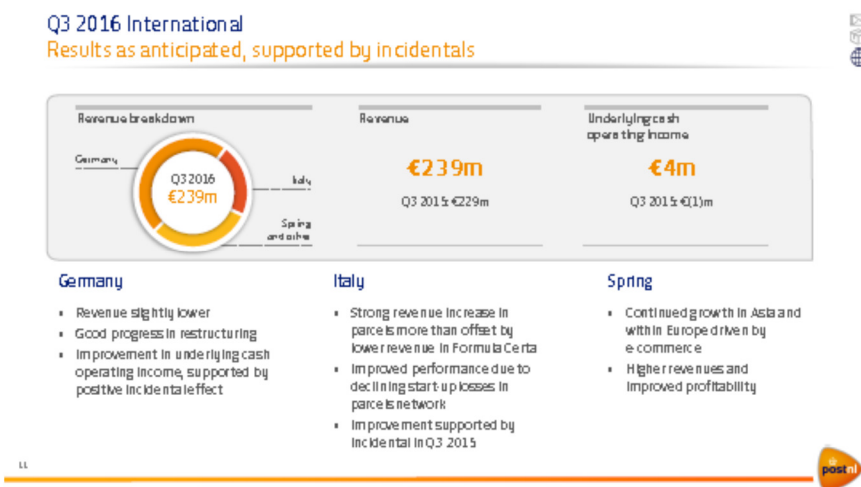 Q3 2016 International
Results as anticipated, supported by incidentals
Revenue breakdown
Germany
Q3 2016
€239m
Italy
Spring
and other
Revenue
€239m
Q3 2015: €229m
Underlying cash
operating income
€4m
Q3 2015: €(1)m
Germany
▪ Revenue slightly lower
▪ Good progress in restructuring
▪ Improvement in underlying cash
operating income, supported by
positive incidental effect
Italy
▪ Strong revenue increase in
parcels more than offset by
lower revenue in Formula Certa
▪ Improved performance due to
declining start-up losses in
parcels network
▪ Improvement supported by
incidental in Q3 2015
Spring
▪ Continued growth in Asia and
within Europe driven by
e-commerce
▪ Higher revenues and
improved profitability
11
postnl